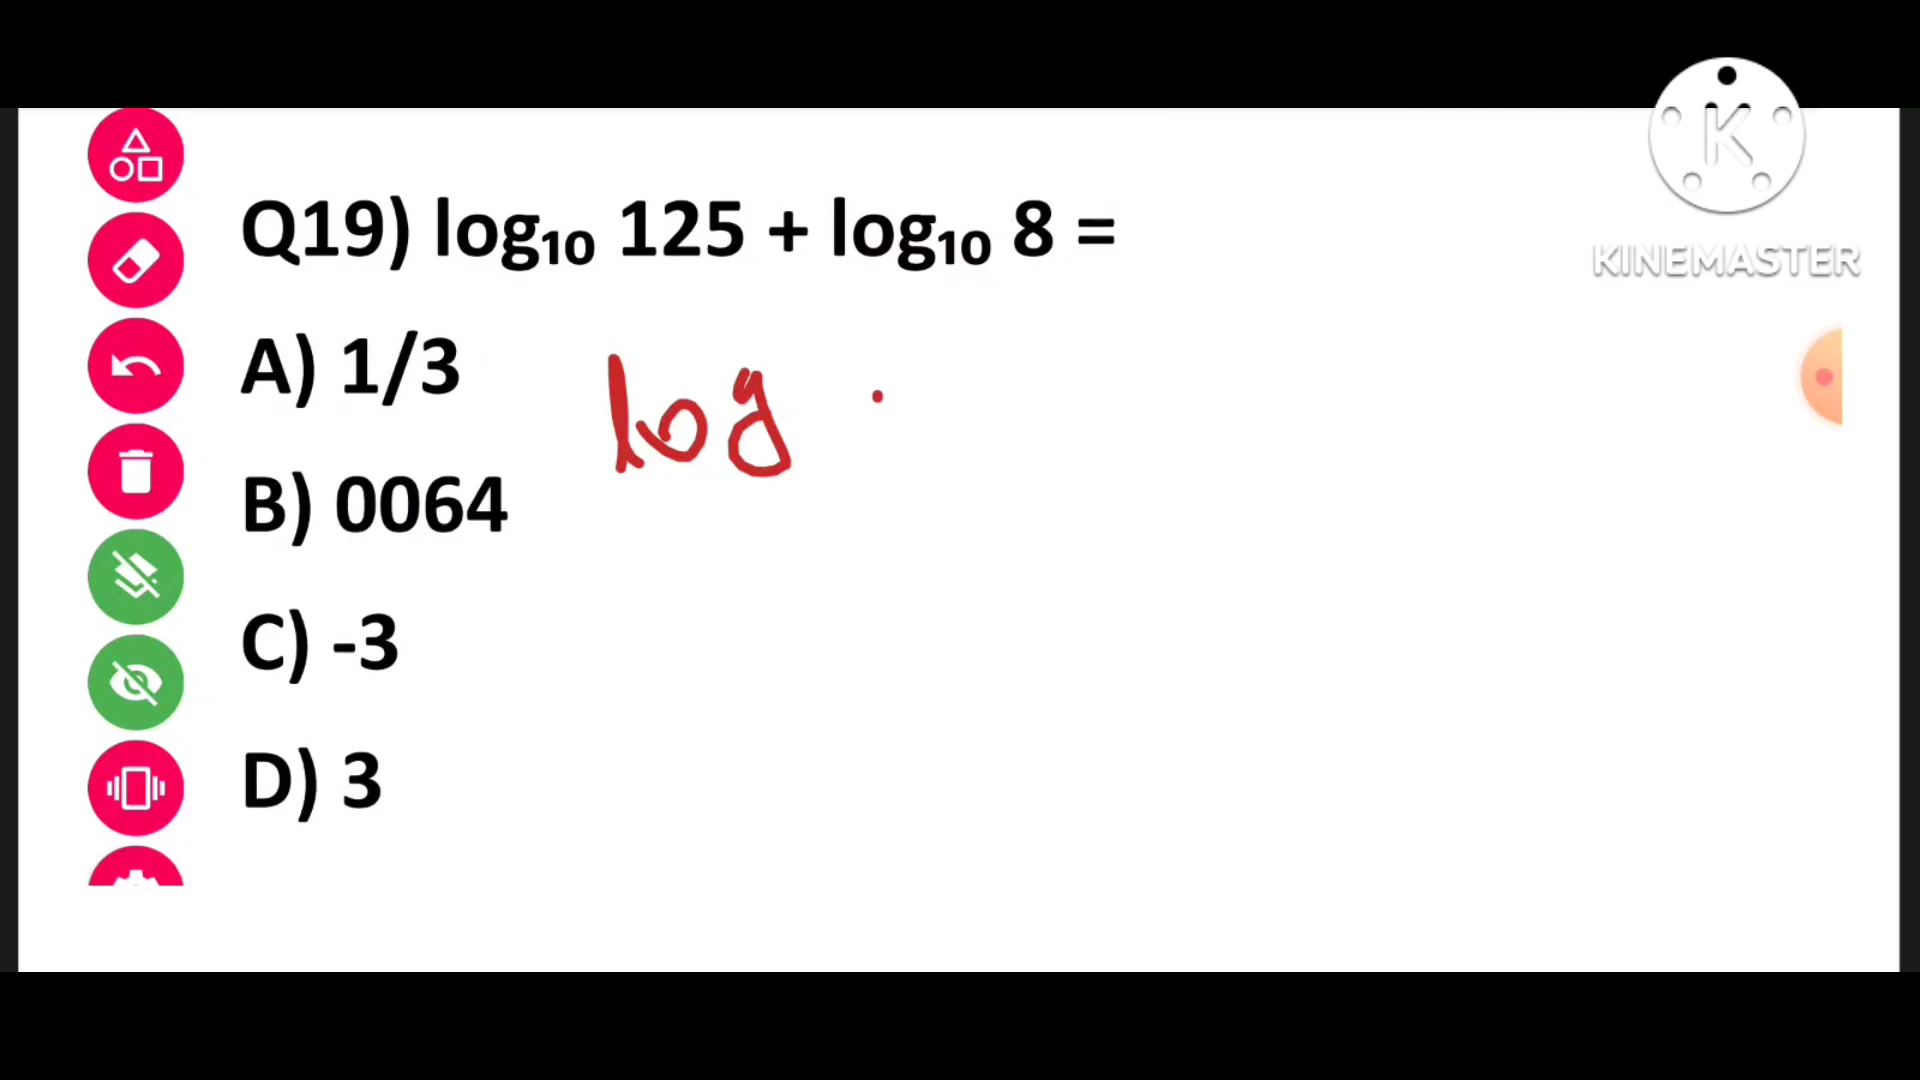 Q19) log₁₀ 125 + log₁₀ 8 =
A) 1/3
log
B) 0064
C) -3
D) 3
K
KINEMASTER